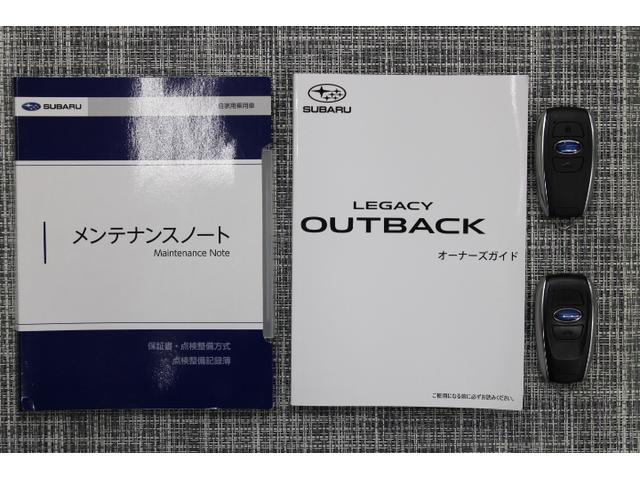 SUBARU
自家用乗用車
メンテナンスノート
Maintenance Note
保証書・点検整備方式
点検整備記録簿
SUBARU
LEGACY
OUTBACK
オーナーズガイド
ご使用になる前に必ずお読みください。